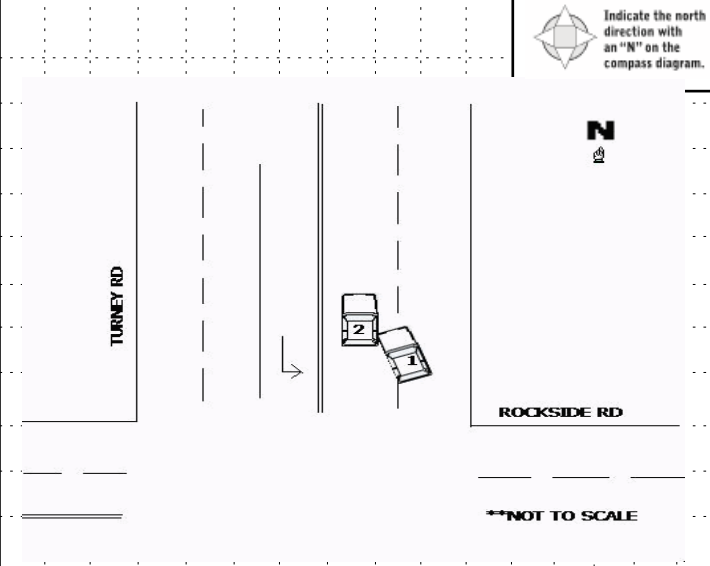 Indicate the north
direction with
an "N" on the
compass diagram.
N
TURNEY RD
2
1
ROCKSIDE RD
**NOT TO SCALE